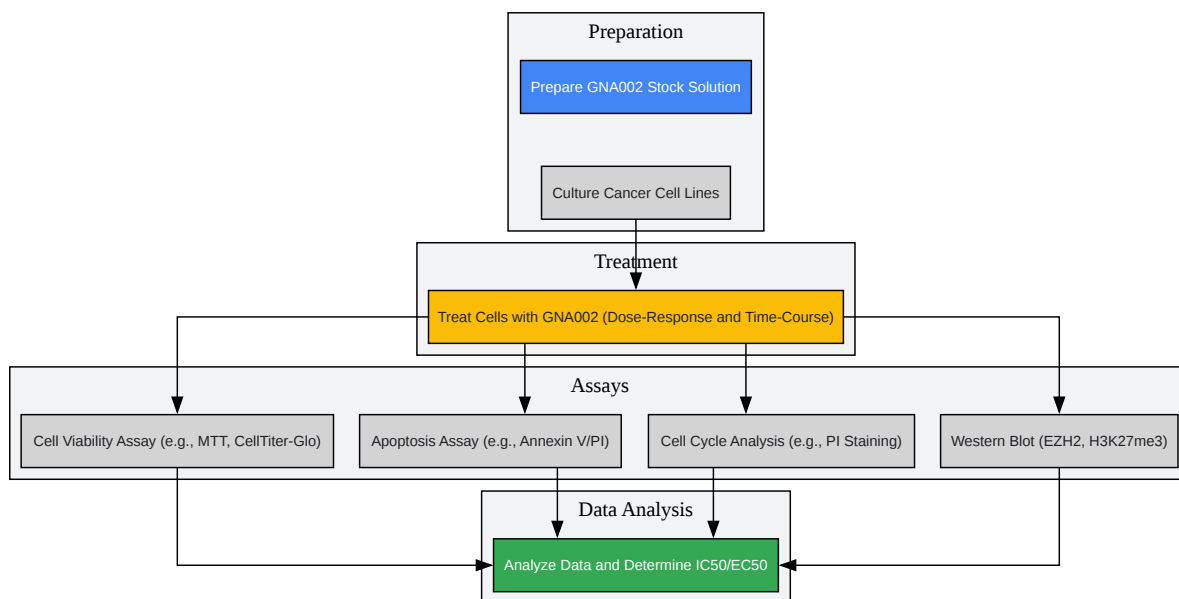 Preparation
Prepare GNA002 Stock Solution
Culture Cancer Cell Lines
Treatment
Treat Cells with GNA002 (Dose-Response and Time-Course)
Assays
Cell Viability Assay (e.g., MTT, CellTiter-Glo)
Apoptosis Assay (e.g., Annexin V/PI)
Cell Cycle Analysis (e.g., PI Staining)
Western Blot (EZH2, H3K27me3)
Data Analysis
Analyze Data and Determine IC50/EC50